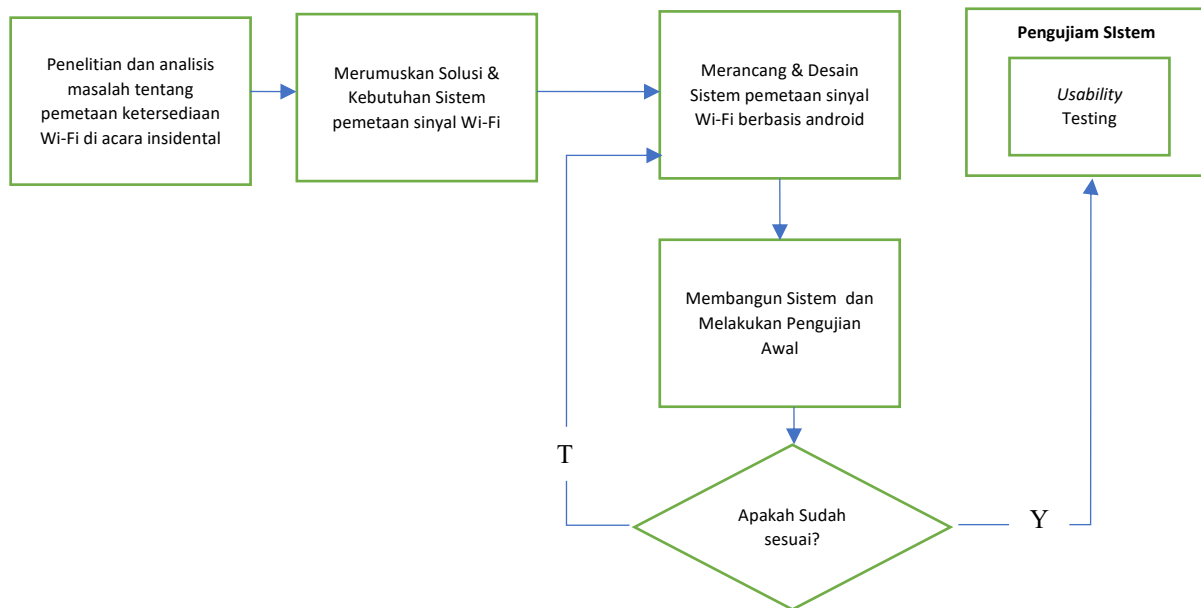 Penelitian dan analisis
masalah tentang
pemetaan ketersediaan
Wi-Fi di acara insidental
Merumuskan Solusi &
Kebutuhan Sistem
pemetaan sinyal Wi-Fi
Merancang & Desain
Sistem pemetaan sinyal
Wi-Fi berbasis android
Pengujiam SIstem
Usability
Testing
Membangun Sistem dan
Melakukan Pengujian
Awal
T
Apakah Sudah
sesuai?
Y